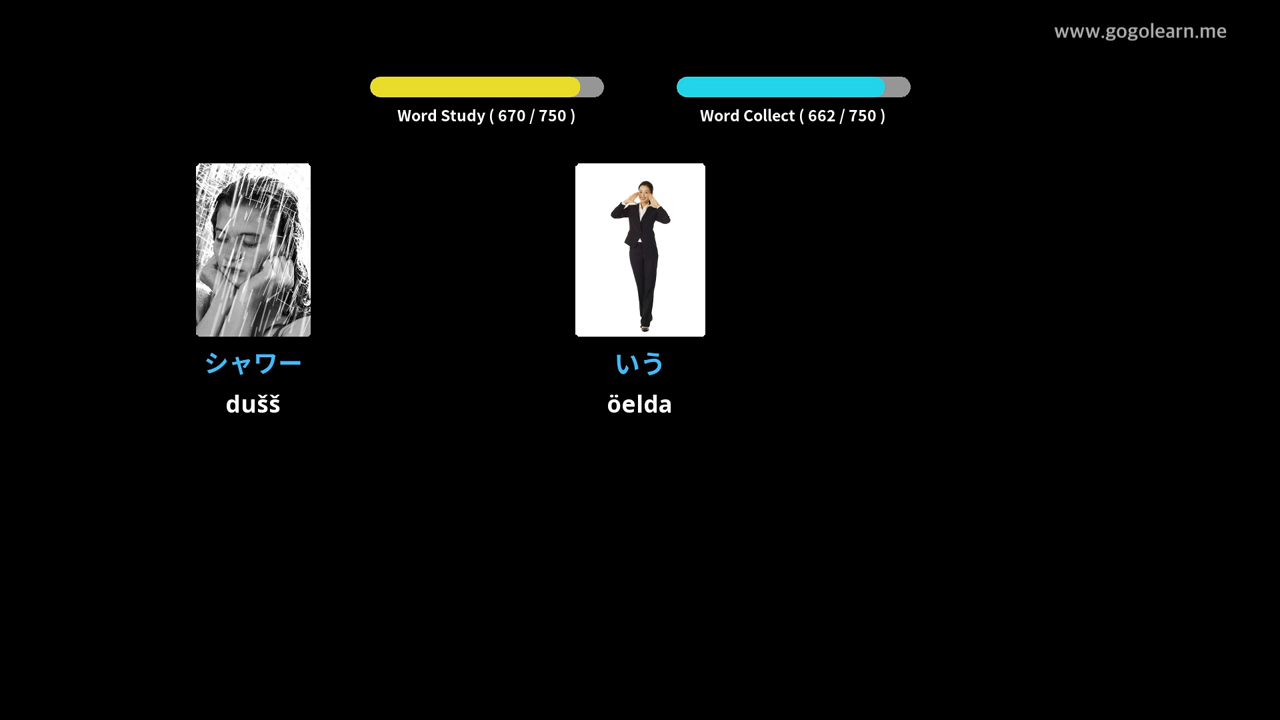 www.gogolearn.me
Word Study ( 670 / 750 )
Word Collect ( 662 / 750 )
シャワー
dušš
いう
öelda